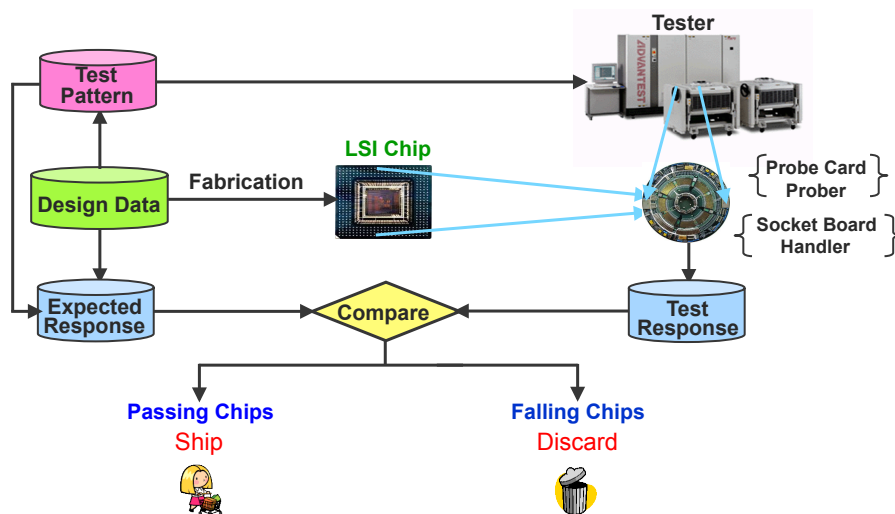 Tester
Test
Pattern
ADVANTEST
LSI Chip
Probe Card
Prober
Fabrication
Design Data
Socket Board
Handler
Expected
Response
Compare
Test
Response
Passing Chips
Falling Chips
Ship
Discard